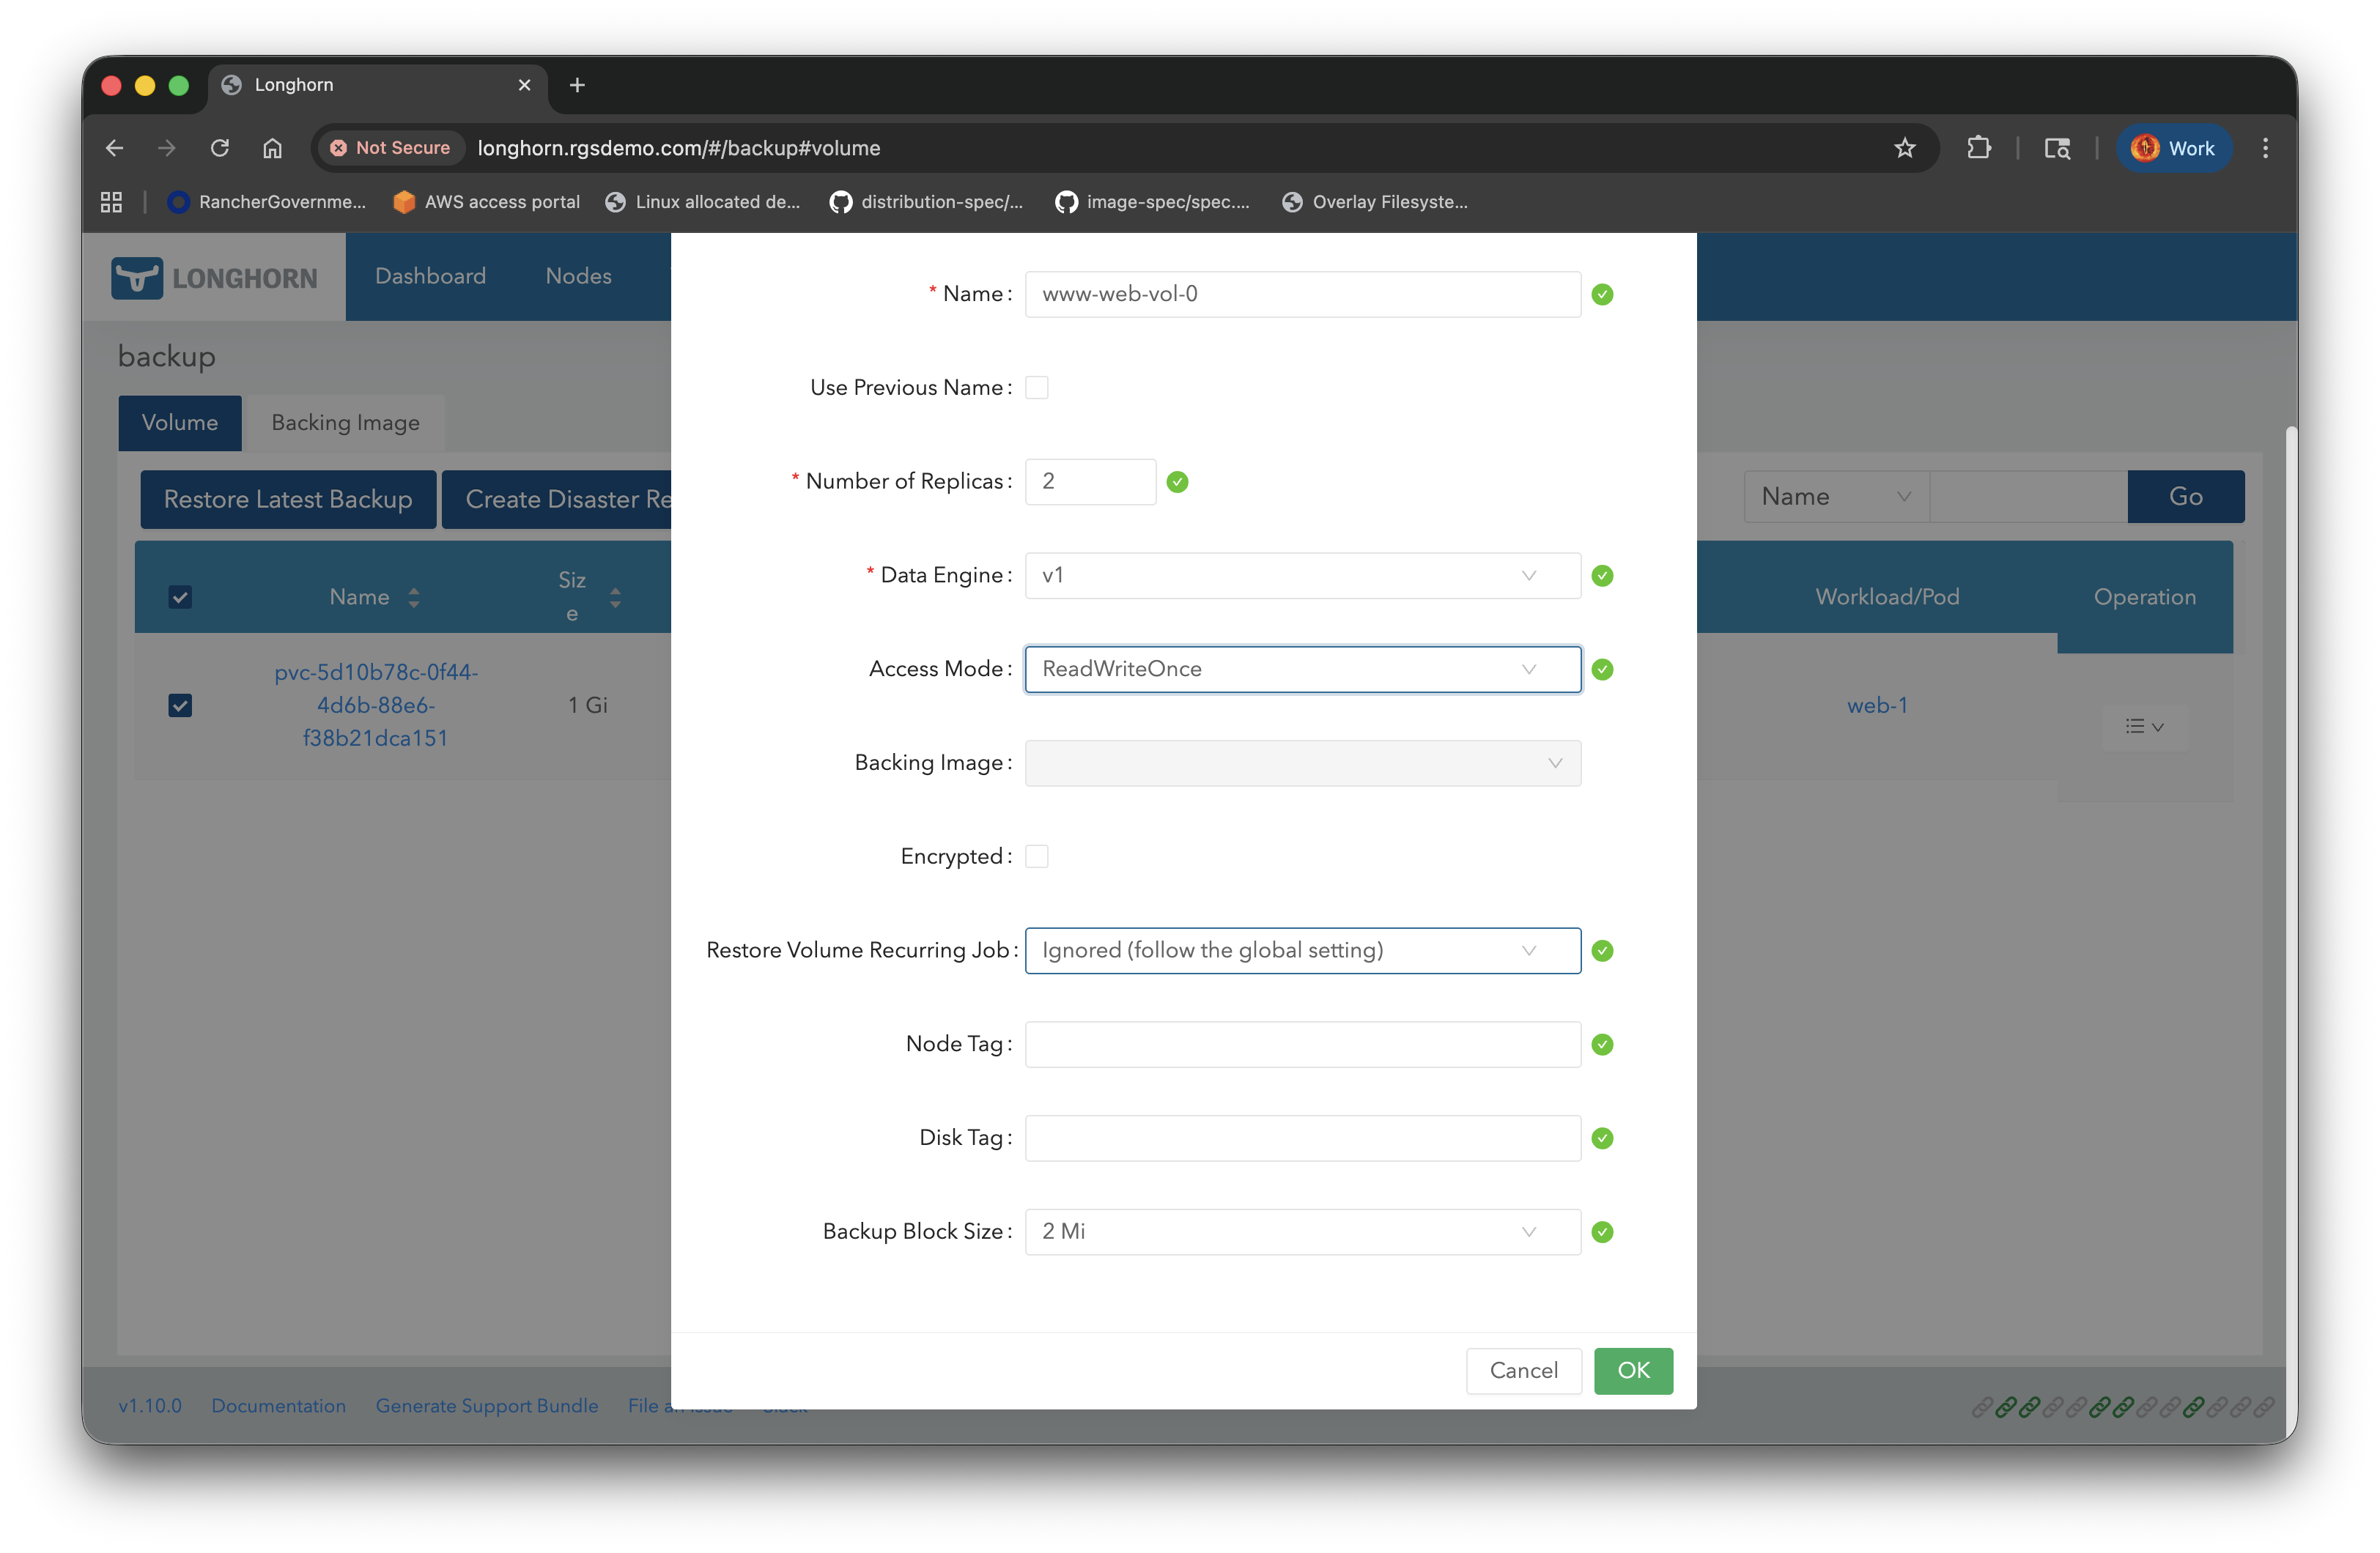 Longhorn
Not Secure
longhorn.rgsdemo.com/#/backup#volume
Work
RancherGovernme...
AWS access portal
Linux allocated de...
distribution-spec/...
image-spec/spec....
Overlay Filesyste...
LONGHORN
Dashboard
Nodes
backup
Volume
Backing Image
Restore Latest Backup
Create Disaster Re
Name
Go
Name
Siz
e
Workload/Pod
Operation
pvc-5d10b78c-0f44-
4d6b-88e6-
f38b21dca151
1 Gi
web-1
* Name:
www-web-vol-0
Use Previous Name:
* Number of Replicas:
2
* Data Engine:
v1
Access Mode:
ReadWriteOnce
Backing Image:
Encrypted:
Restore Volume Recurring Job:
Ignored (follow the global setting)
Node Tag:
Disk Tag:
Backup Block Size:
2 Mi
Cancel
OK
v1.10.0
Documentation
Generate Support Bundle
File an Issue
Slack